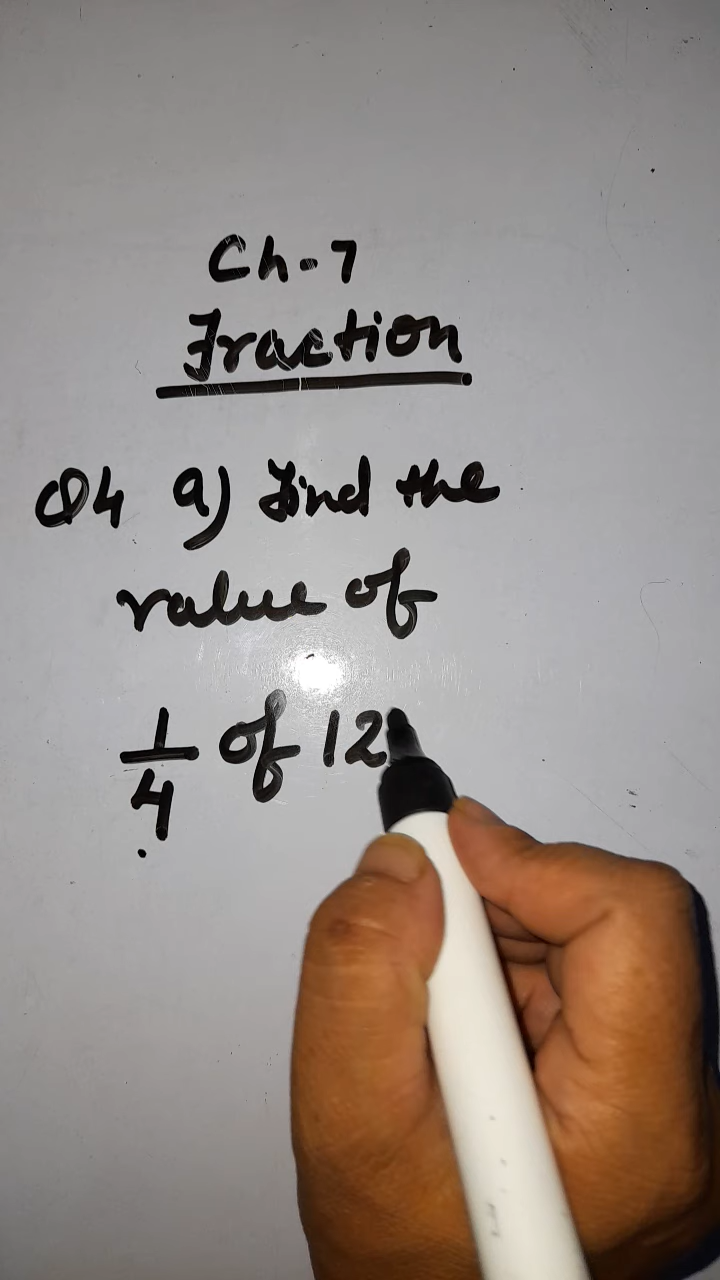 Ch-7
Fraction
Q4 a) Find the
value of
1/4 of 12